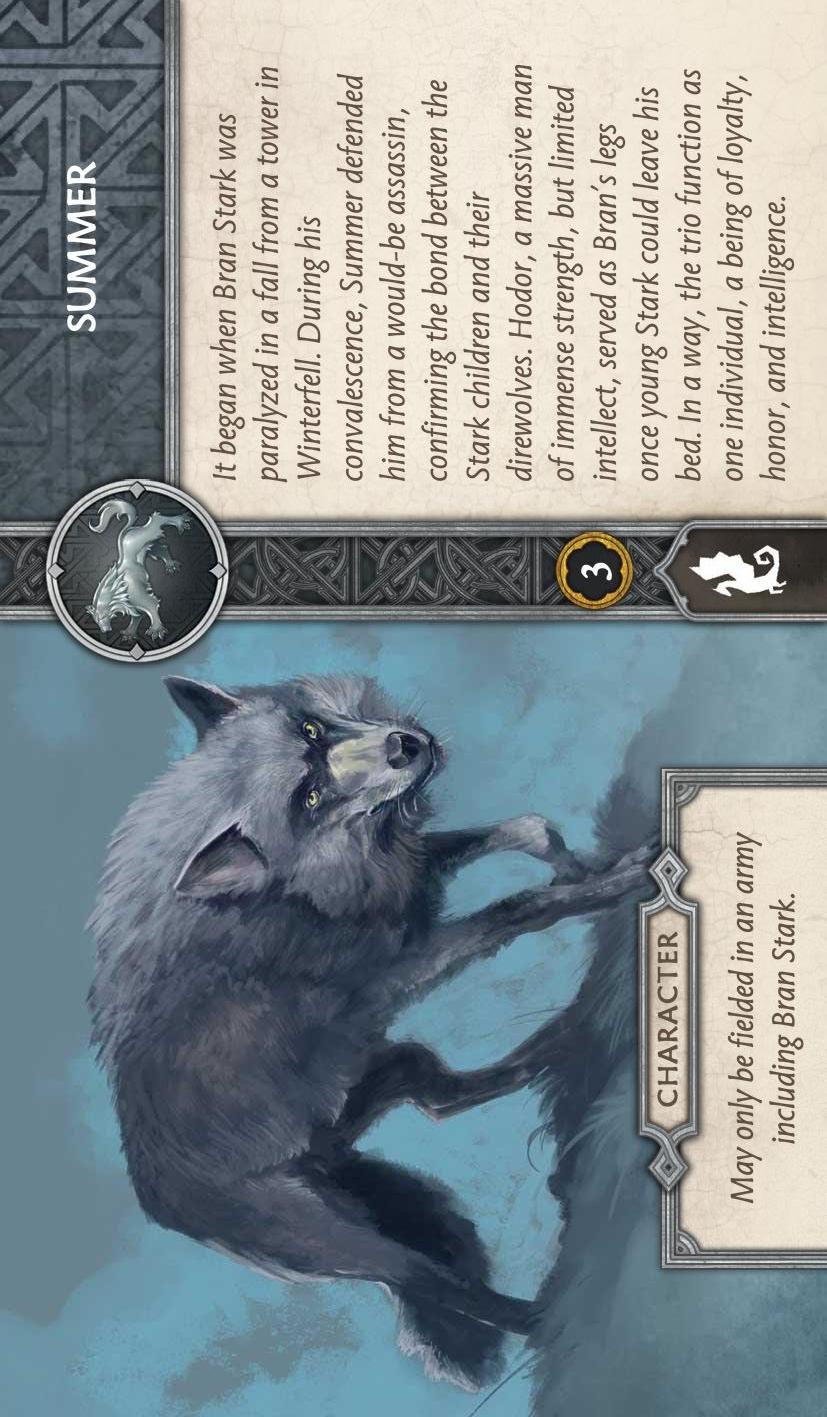 SUMMER
It began when Bran Stark was
paralyzed in a fall from a tower in
Winterfell. During his
convalescence, Summer defended
him from a would-be assassin,
confirming the bond between the
Stark children and their
direwolves. Hodor, a massive man
of immense strength, but limited
intellect, served as Bran's legs
once young Stark could leave his
bed. In a way, the trio function as
one individual, a being of loyalty,
honor, and intelligence.
3
CHARACTER
May only be fielded in an army
including Bran Stark.